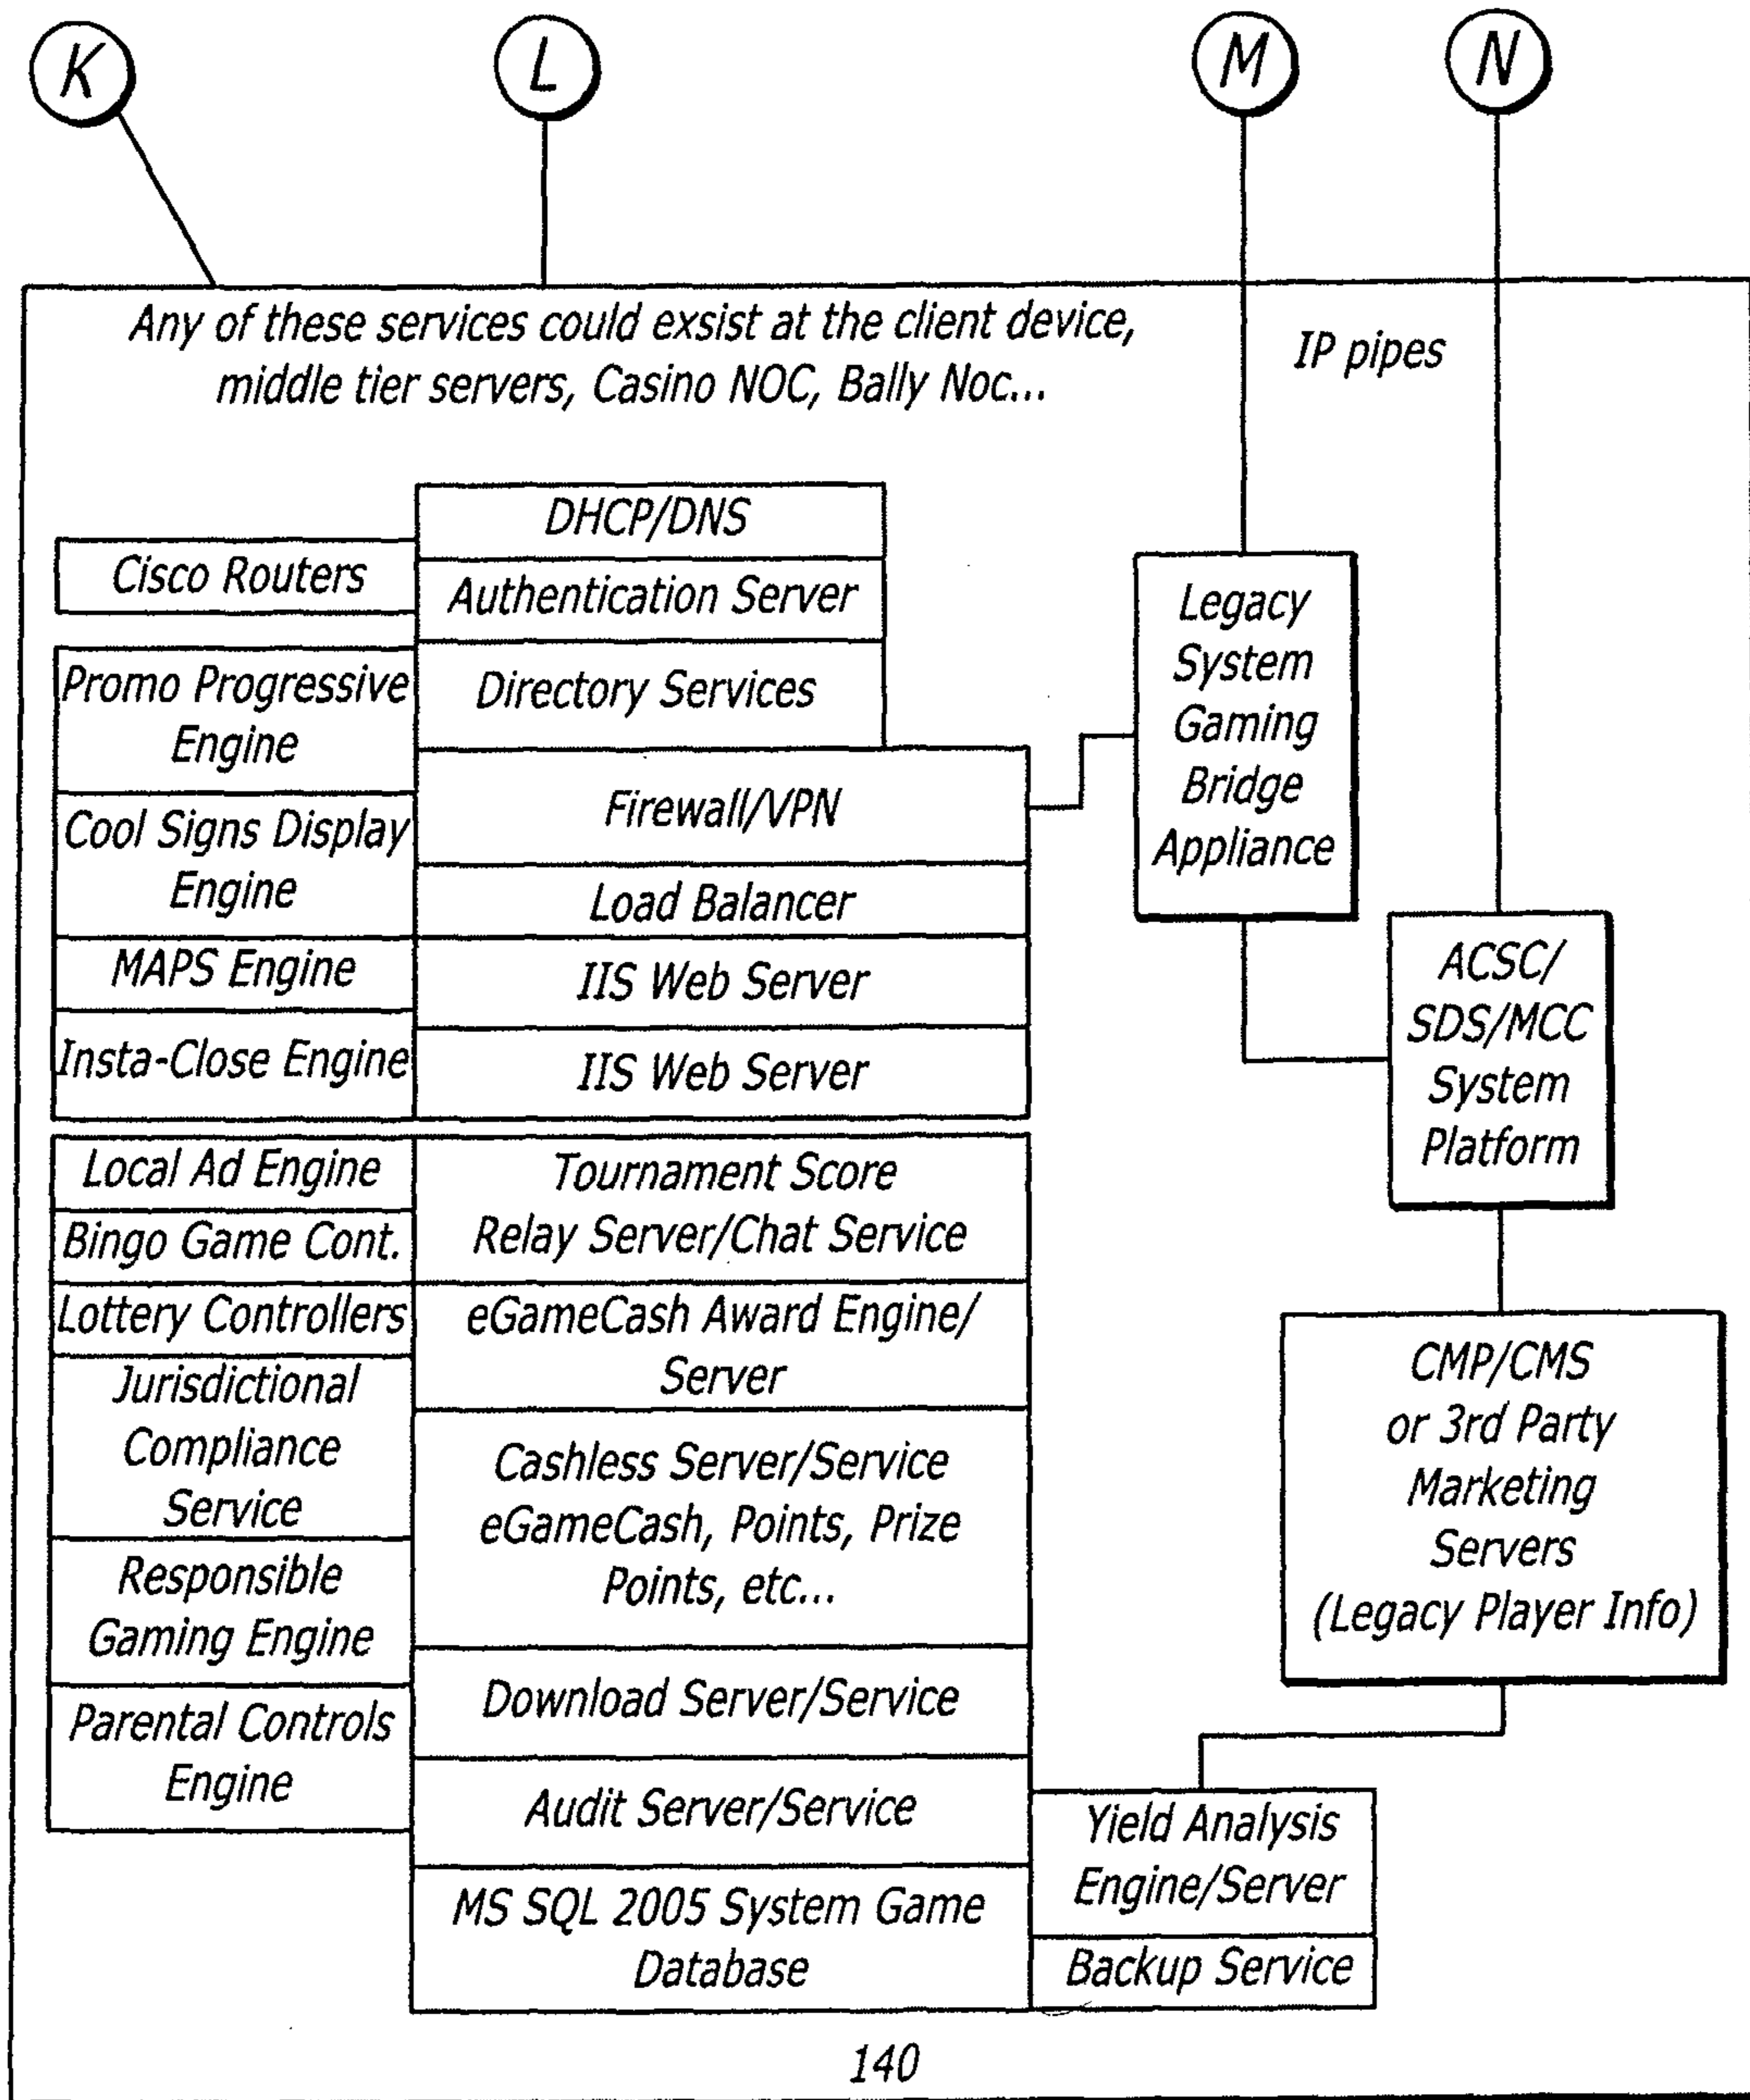 K
L
M
N
Any of these services could exsist at the client device,
middle tier servers, Casino NOC, Bally Noc...
IP pipes
DHCP/DNS
Cisco Routers
Authentication Server
Promo Progressive
Engine
Directory Services
Cool Signs Display
Engine
Firewall/VPN
Load Balancer
MAPS Engine
IIS Web Server
Insta-Close Engine
IIS Web Server
Legacy
System
Gaming
Bridge
Appliance
ACSC/
SDS/MCC
System
Platform
Local Ad Engine
Bingo Game Cont.
Lottery Controllers
Jurisdictional
Compliance
Service
Responsible
Gaming Engine
Parental Controls
Engine
Tournament Score
Relay Server/Chat Service
eGameCash Award Engine/
Server
Cashless Server/Service
eGameCash, Points, Prize
Points, etc...
Download Server/Service
Audit Server/Service
MS SQL 2005 System Game
Database
CMP/CMS
or 3rd Party
Marketing
Servers
(Legacy Player Info)
Yield Analysis
Engine/Server
Backup Service
140